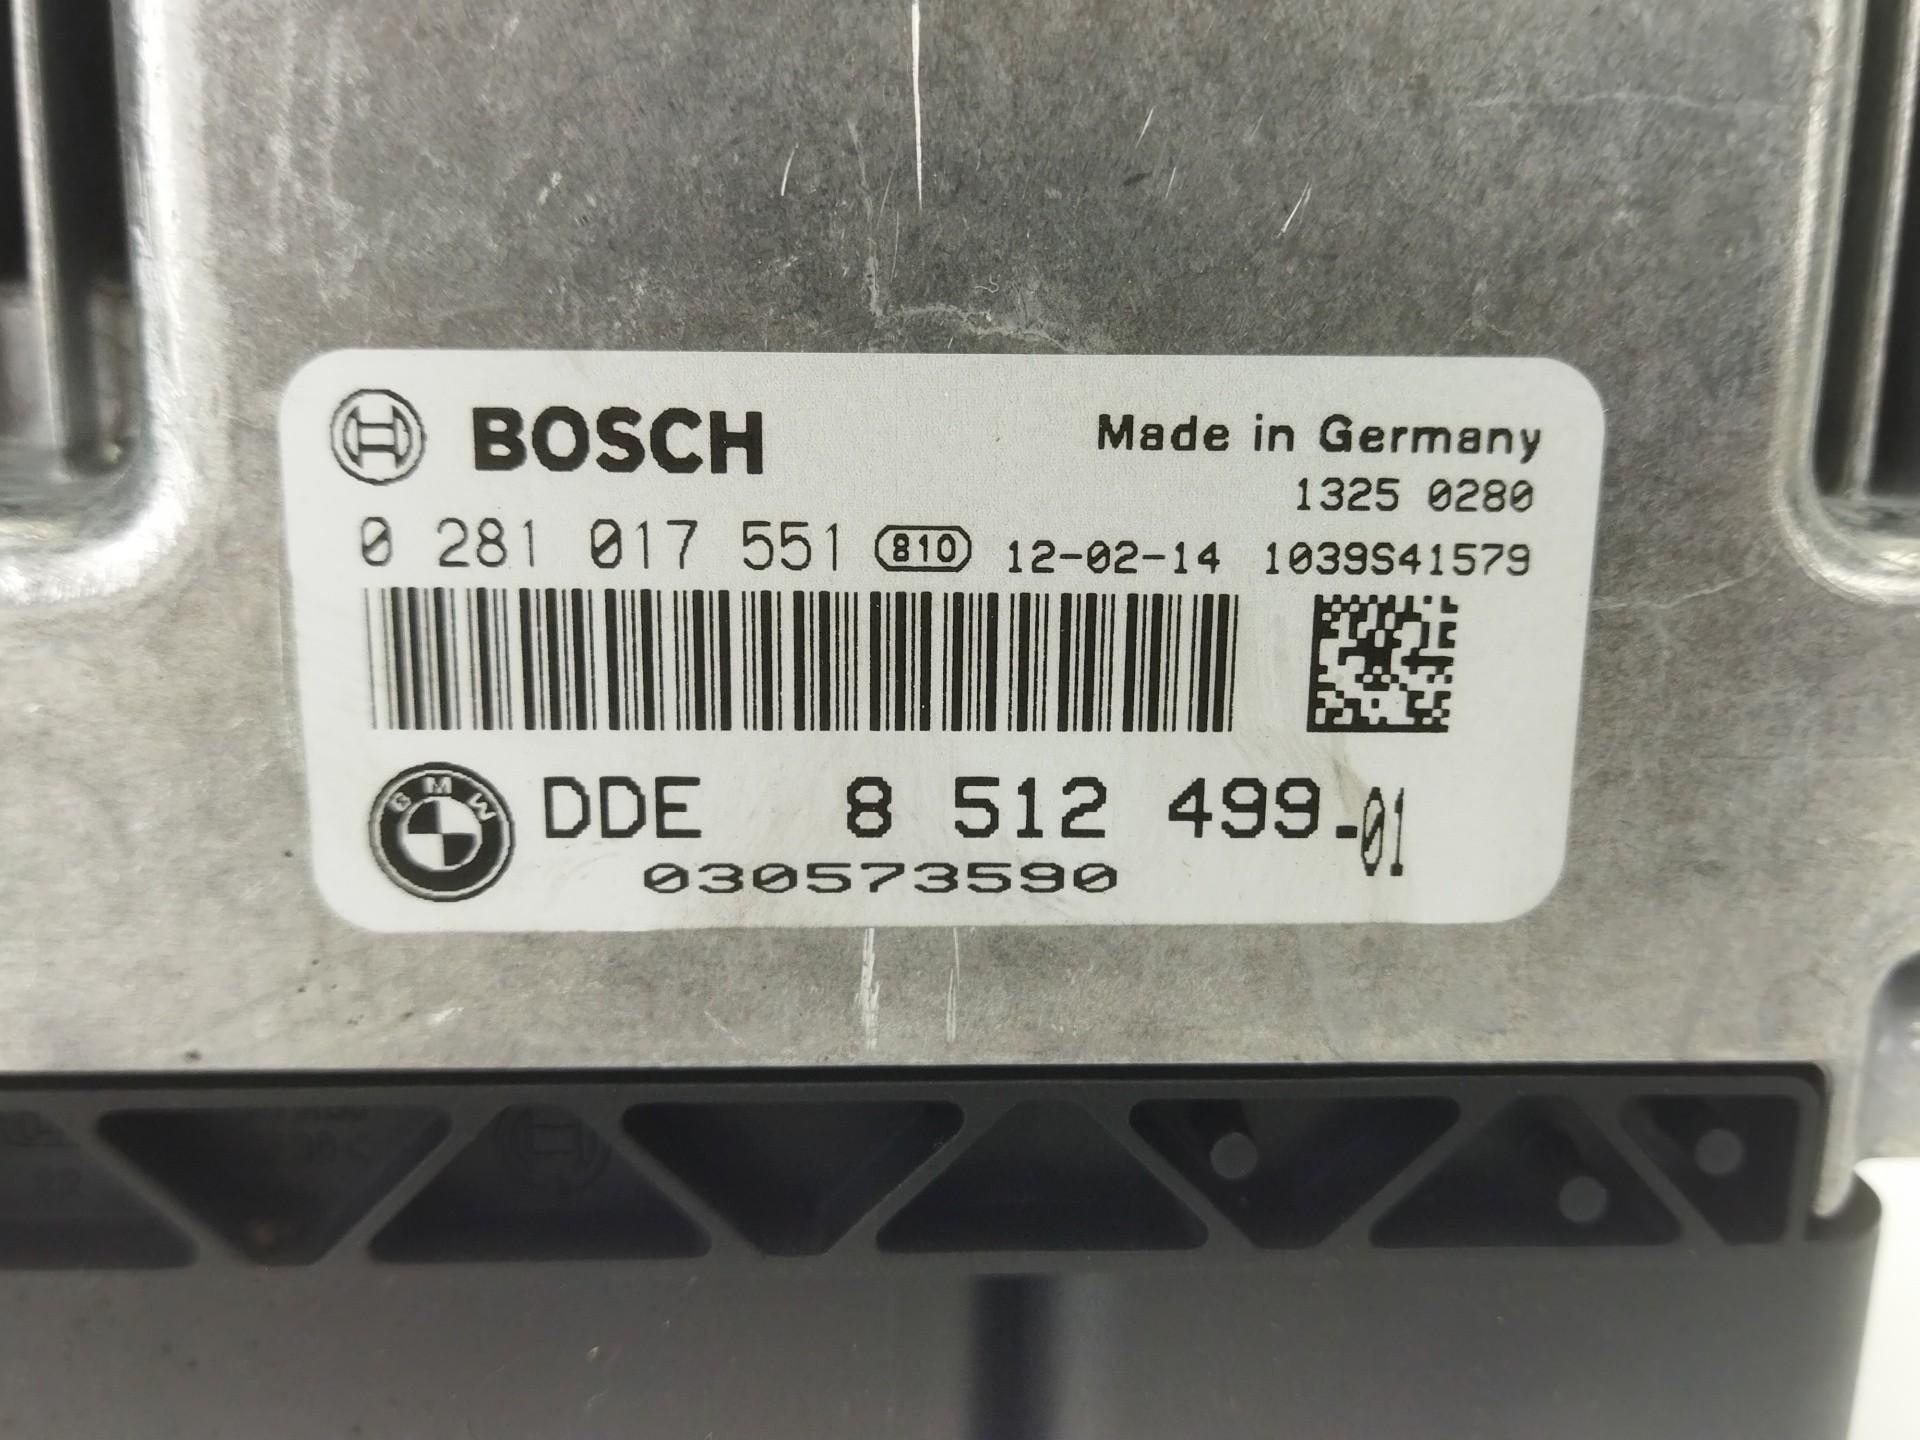 BOSCH
Made in Germany
1325 0280
0 281 017 551 810 12-02-14 1039S41579
BMW
DDE 8 512 499.01
030573590